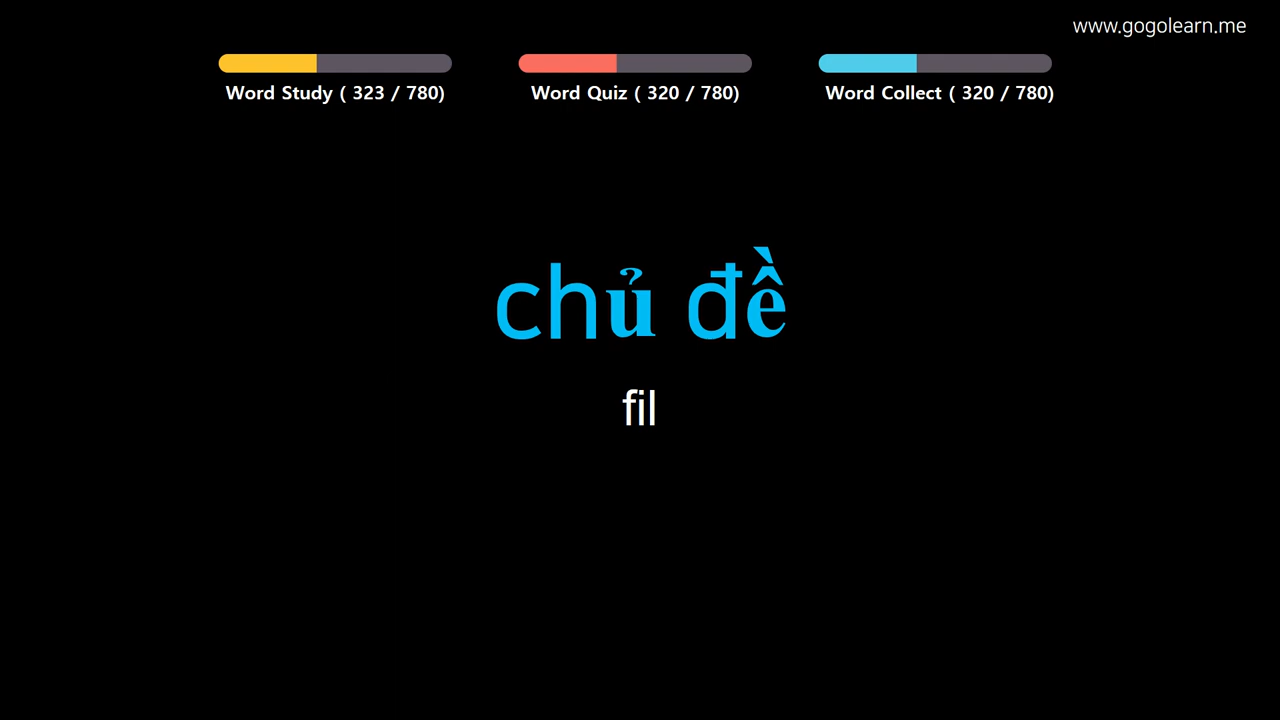 www.gogolearn.me
Word Study ( 323 / 780)
Word Quiz ( 320 / 780)
Word Collect ( 320 / 780)
chủ đề
fil